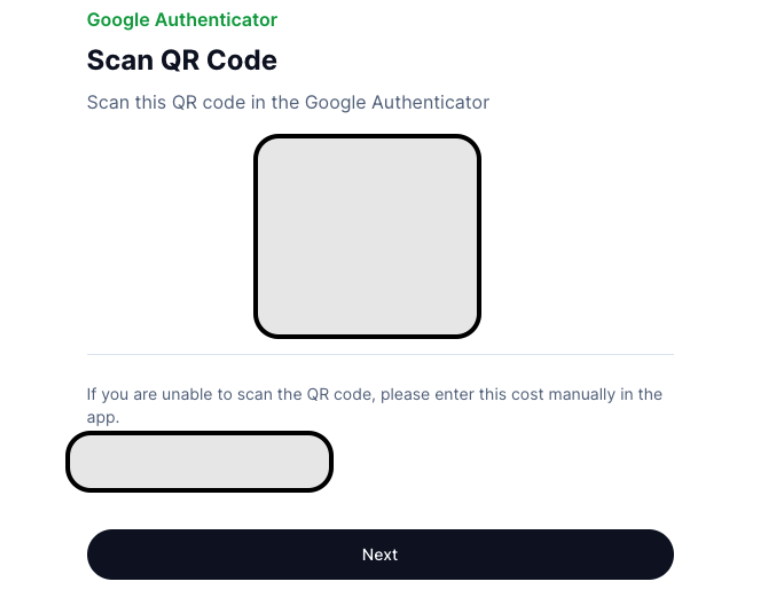 Google Authenticator
Scan QR Code
Scan this QR code in the Google Authenticator
If you are unable to scan the QR code, please enter this cost manually in the
app.
Next